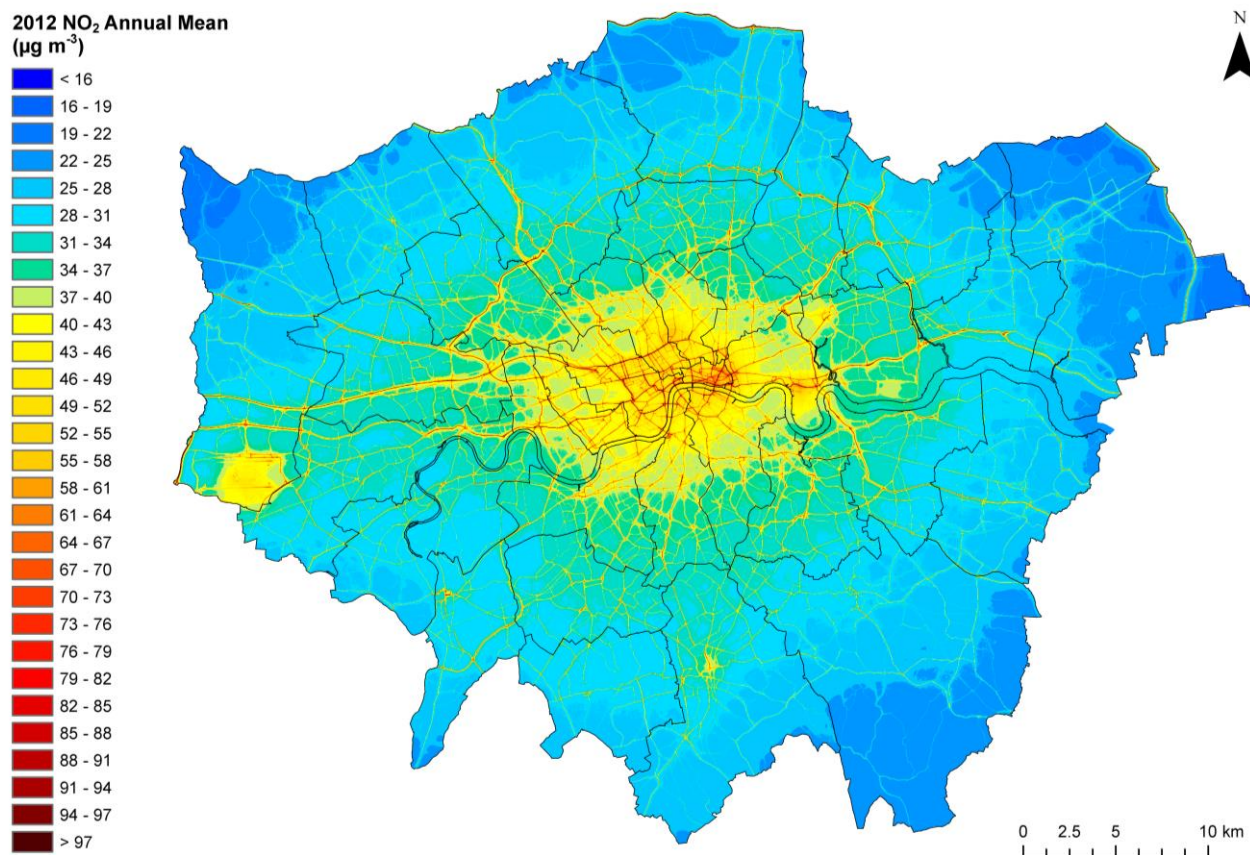 2012 NO₂ Annual Mean
(µg m⁻³)
< 16
16 - 19
19 - 22
22 - 25
25 - 28
28 - 31
31 - 34
34 - 37
37 - 40
40 - 43
43 - 46
46 - 49
49 - 52
52 - 55
55 - 58
58 - 61
61 - 64
64 - 67
67 - 70
70 - 73
73 - 76
76 - 79
79 - 82
82 - 85
85 - 88
88 - 91
91 - 94
94 - 97
> 97
N
0 2.5 5 10 km